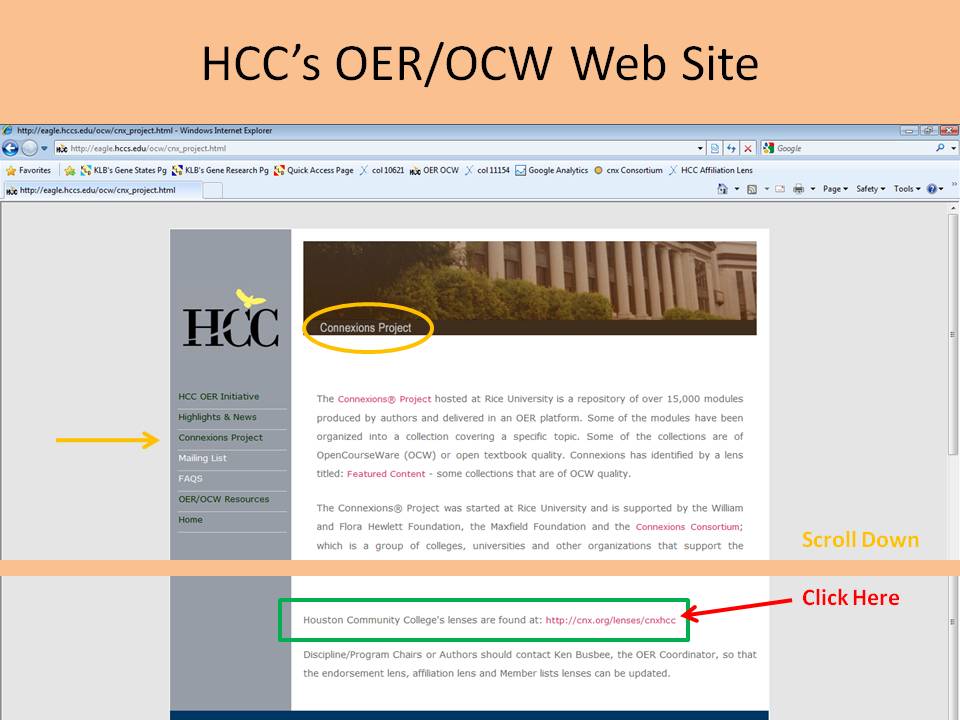 HCC's OER/OCW Web Site
http://eagle.hccs.edu/ocw/cnx_project.html - Windows Internet Explorer
http://eagle.hccs.edu/ocw/cnx_project.html
Google
Favorites KLB's Gene States Pg KLB's Gene Research Pg Quick Access Page col 10621 OER OCW col 11154 Google Analytics cnx Consortium HCC Affiliation Lens
http://eagle.hccs.edu/ocw/cnx_project.html
Page Safety Tools
HCC
Connexions Project
HCC OER Initiative
Highlights & News
Connexions Project
Mailing List
FAQS
OER/OCW Resources
Home
The Connexions® Project hosted at Rice University is a repository of over 15,000 modules
produced by authors and delivered in an OER platform. Some of the modules have been
organized into a collection covering a specific topic. Some of the collections are of
OpenCourseWare (OCW) or open textbook quality. Connexions has identified by a lens
titled: Featured Content - some collections that are of OCW quality.
The Connexions® Project was started at Rice University and is supported by the William
and Flora Hewlett Foundation, the Maxfield Foundation and the Connexions Consortium;
which is a group of colleges, universities and other organizations that support the
Scroll Down
Click Here
Houston Community College's lenses are found at: http://cnx.org/lenses/cnxhcc
Discipline/Program Chairs or Authors should contact Ken Busbee, the OER Coordinator, so that
the endorsement lens, affiliation lens and Member lists lenses can be updated.